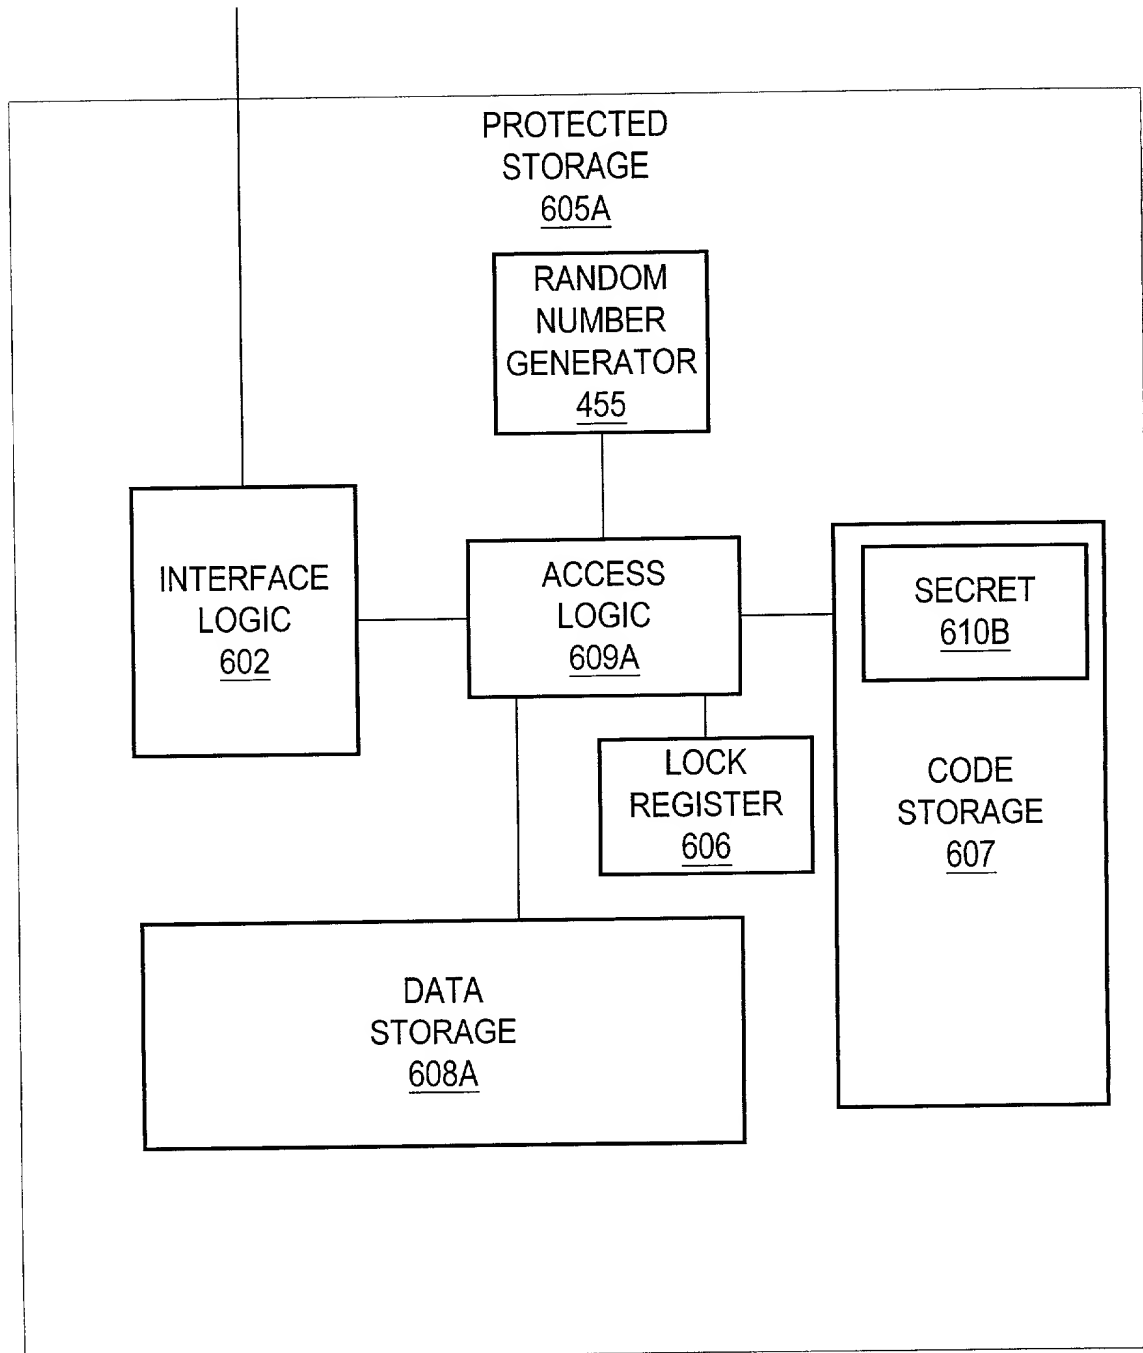 PROTECTED
STORAGE
605A
RANDOM
NUMBER
GENERATOR
455
INTERFACE
LOGIC
602
ACCESS
LOGIC
609A
SECRET
610B
LOCK
REGISTER
606
CODE
STORAGE
607
DATA
STORAGE
608A